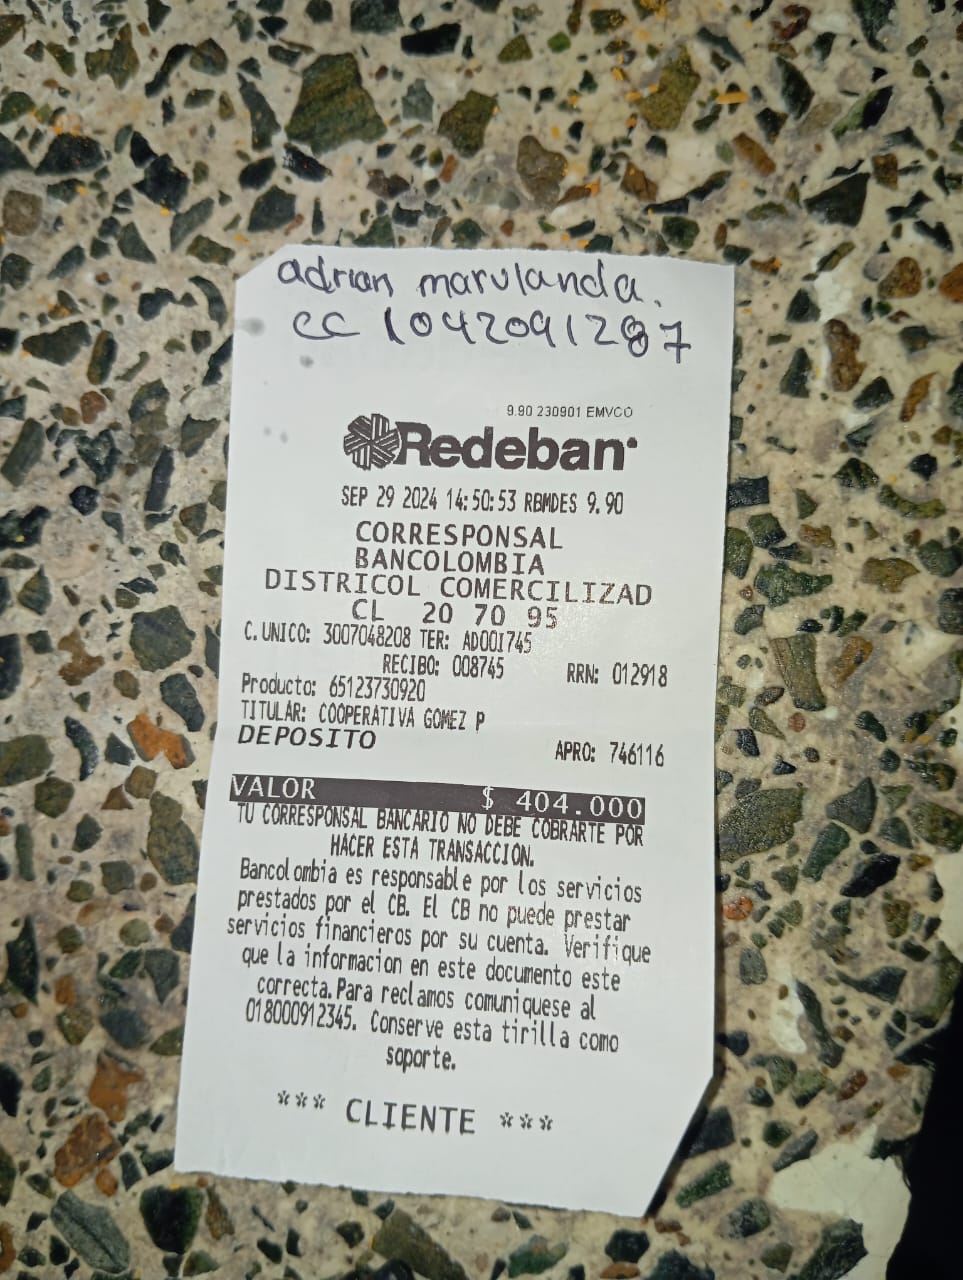 adrian marulanda.
cc 1042091287
9.90 230901 EMVCO
Redeban
SEP 29 2024 14:50:53 RBMDES 9.90
CORRESPONSAL
BANCOLOMBIA
DISTRICOL COMERCILIZAD
CL 20 70 95
C. UNICO: 3007048208 TER: AD001745
RECIBO: 008745 RRN: 012918
Producto: 65123730920
TITULAR: COOPERATIVA GOMEZ P
DEPOSITO APRO: 746116
VALOR $ 404.000
TU CORRESPONSAL BANCARIO NO DEBE COBRARTE POR
HACER ESTA TRANSACCION.
Bancolombia es responsable por los servicios
prestados por el CB. El CB no puede prestar
servicios financieros por su cuenta. Verifique
que la informacion en este documento este
correcta. Para reclamos comuniquese al
018000912345. Conserve esta tirilla como
soporte.
*** CLIENTE ***